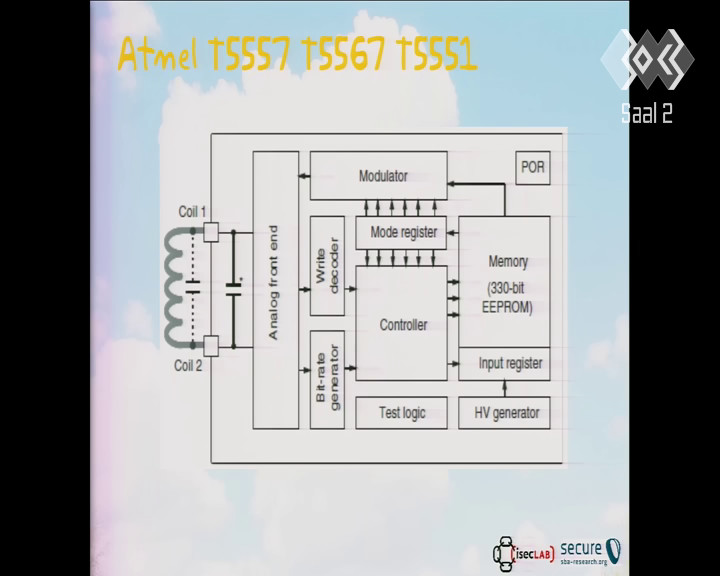 Atmel T5557 T5567 T5551
Saal 2
Modulator
POR
Coil 1
Mode register
Analog front end
Write
decoder
Memory
(330-bit
EEPROM)
Controller
Coil 2
Bit-rate
generator
Input register
Test logic
HV generator
isecLAB
secure
sba-research.org